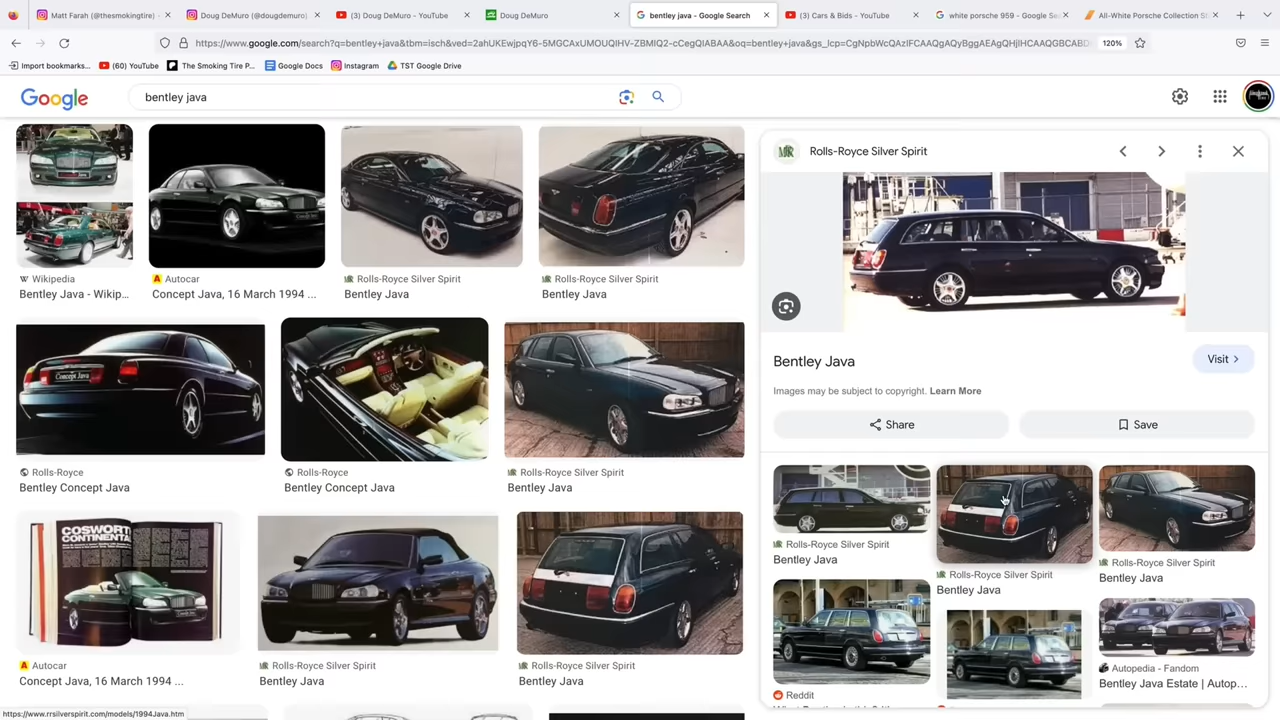 Matt Farah (@thesmokingtire) •
Doug DeMuro (@dougdemuro)
(3) Doug DeMuro - YouTube
Doug DeMuro
bentley java - Google Search
(3) Cars & Bids - YouTube
white porsche 959 - Google Se
All-White Porsche Collection St
https://www.google.com/search?q=bentley+java&tbm=isch&ved=
120%
Import bookmarks...
(60) YouTube
The Smoking Tire P...
Google Docs
Instagram
TST Google Drive
Google
bentley java
Rolls-Royce Silver Spirit
Wikipedia
Bentley Java - Wikip...
Autocar
Concept Java, 16 March 1994 ...
Rolls-Royce Silver Spirit
Bentley Java
Rolls-Royce Silver Spirit
Bentley Java
Concept Java
Rolls-Royce
Bentley Concept Java
Rolls-Royce
Bentley Concept Java
Rolls-Royce Silver Spirit
Bentley Java
COSWORT
CONTINENTA
Autocar
Concept Java, 16 March 1994 ...
Rolls-Royce Silver Spirit
Bentley Java
Rolls-Royce Silver Spirit
Bentley Java
Bentley Java
Visit
Images may be subject to copyright. Learn More
Share
Save
Rolls-Royce Silver Spirit
Bentley Java
Rolls-Royce Silver Spirit
Bentley Java
Rolls-Royce Silver Spirit
Bentley Java
Reddit
Autopedia - Fandom
Bentley Java Estate | Autop...
https://www.rrsilverspirit.com/models/1994Java.htm